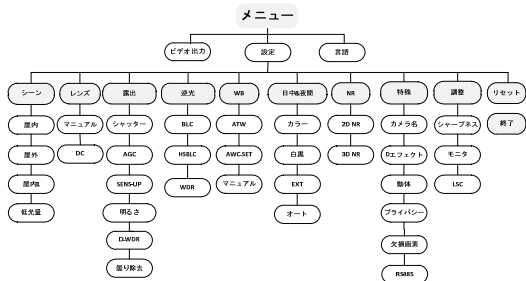 メニュー
ビデオ出力 設定 言語
シーン レンズ 露出 逆光 WB 日中&夜間 NR 特殊 調整 リセット
屋内 マニュアル シャッター BLC ATW カラー 2D NR カメラ名 シャープネス 終了
屋外 DC AGC HSBLC AWC-SET 白黒 3D NR Dエフェクト モニタ
屋内1 SENS-UP WDR マニュアル EXT 動体 LSC
低光量 明るさ オート プライバシー
D-WDR 欠損画素
曇り除去 RS485